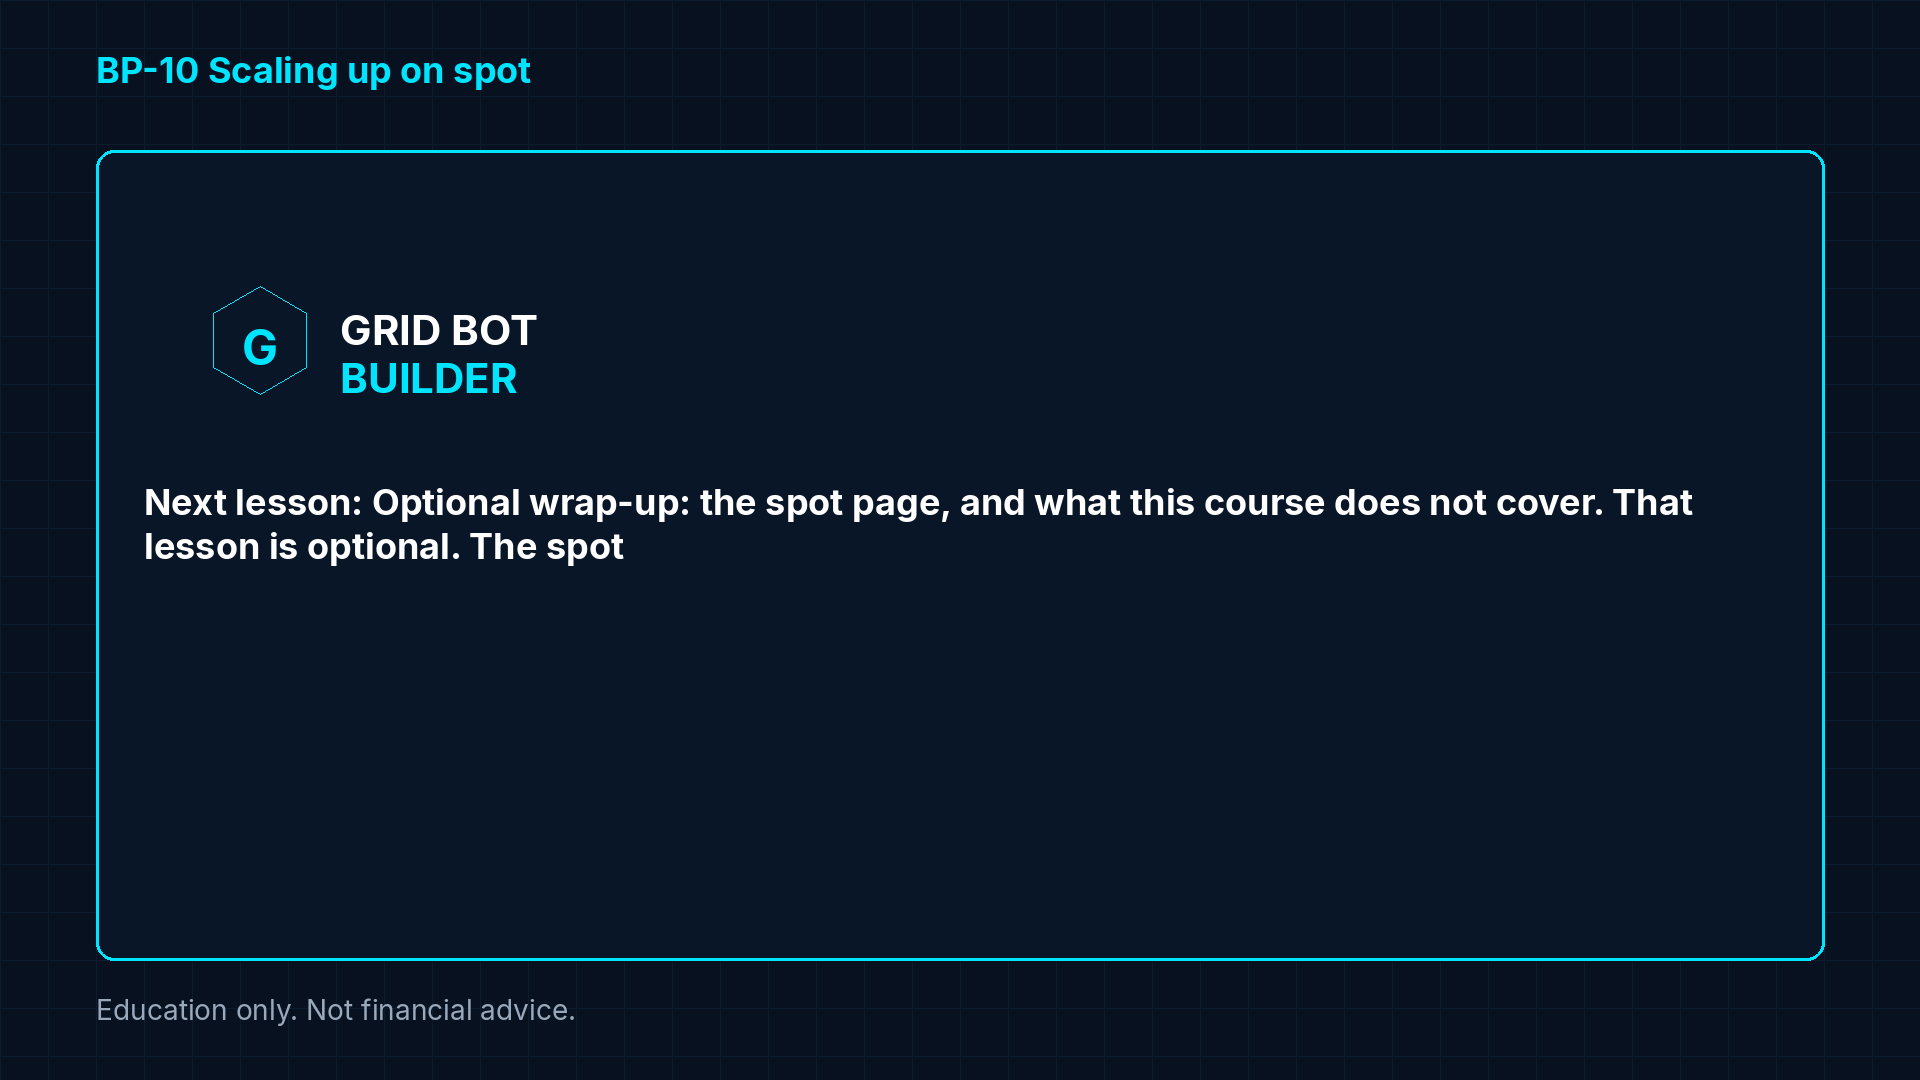 BP-10 Scaling up on spot
G
GRID BOT
BUILDER
Next lesson: Optional wrap-up: the spot page, and what this course does not cover. That
lesson is optional. The spot
Education only. Not financial advice.